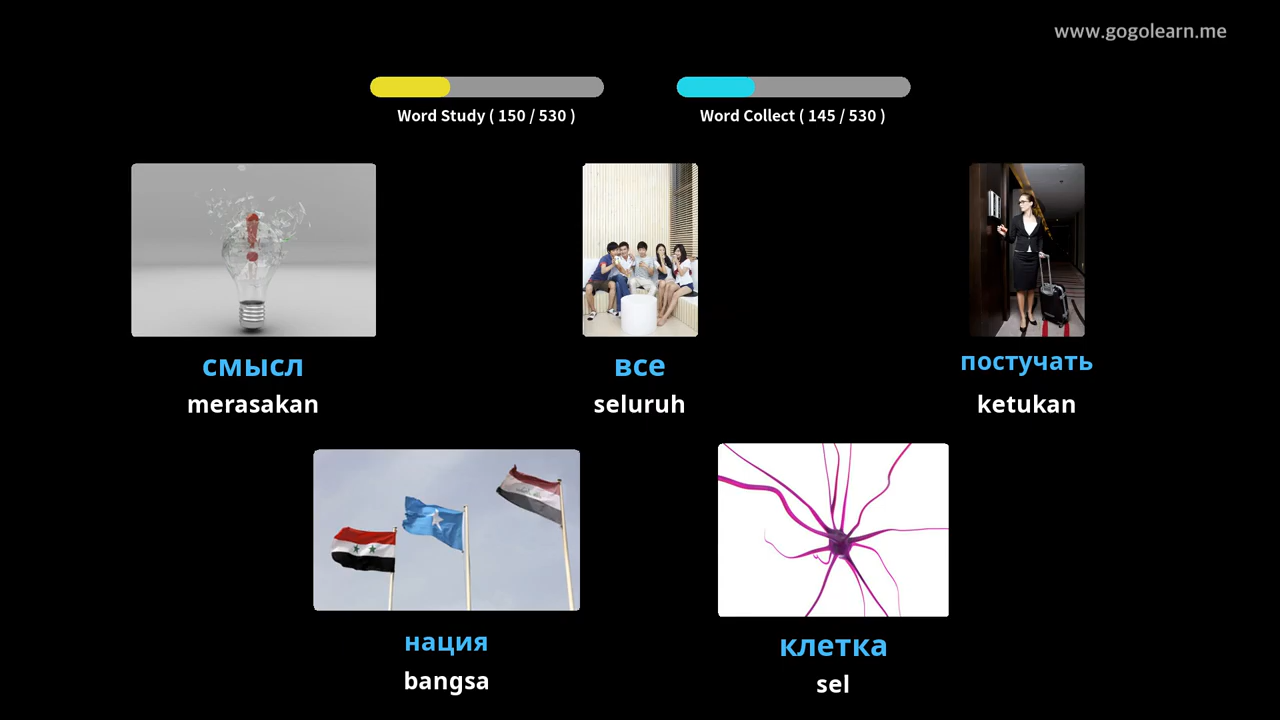 www.gogolearn.me
Word Study ( 150 / 530 )
Word Collect ( 145 / 530 )
смысл
merasakan
все
seluruh
постучать
ketukan
нация
bangsa
клетка
sel